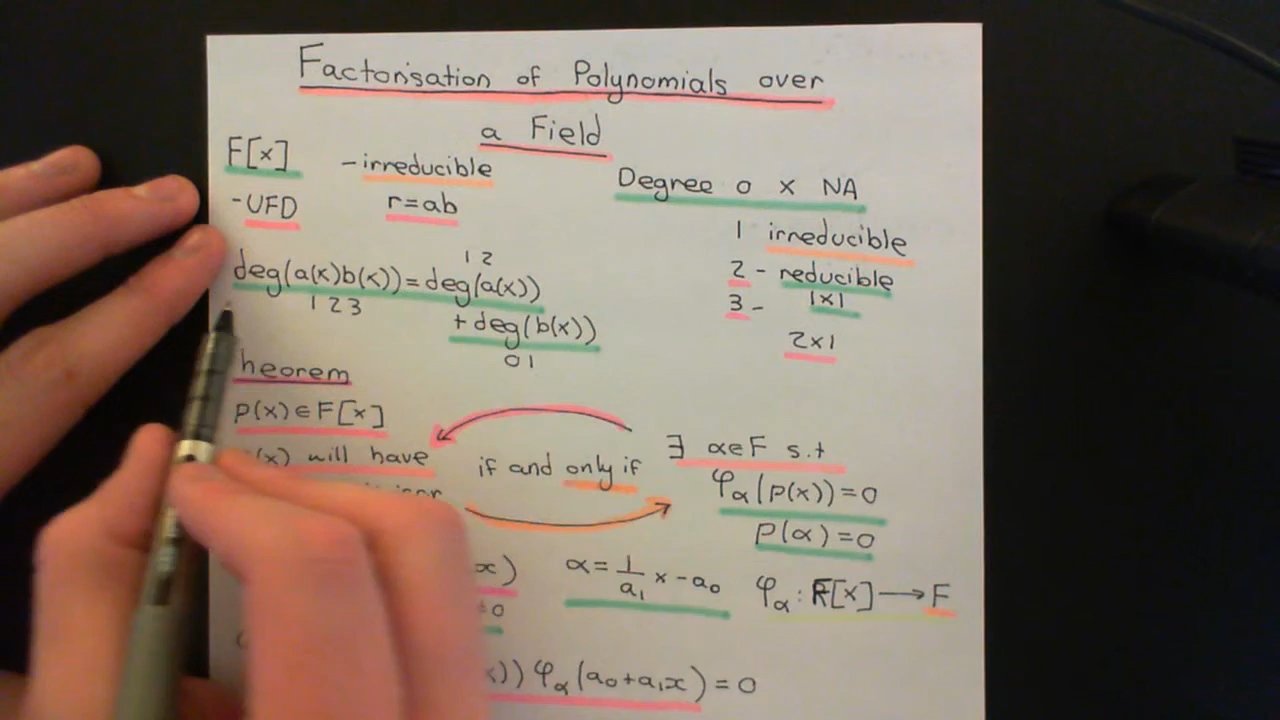 Factorisation of Polynomials over
a Field
F[x] - irreducible
- UFD r=ab
Degree 0 x NA
1 irreducible
2 - reducible
3 - 1x1
2x1
1 2
deg(a(x)b(x))=deg(a(x))
1 2 3
+deg(b(x))
0 1
heorem
p(x)∈F[x]
(x) will have
if and only if
∃ α∈F s.t
φα(p(x))=0
p(α)=0
x)
=0
α=1/a₁ x -a₀
φα: F[x]→F
x))φα(a₀+a₁x)=0